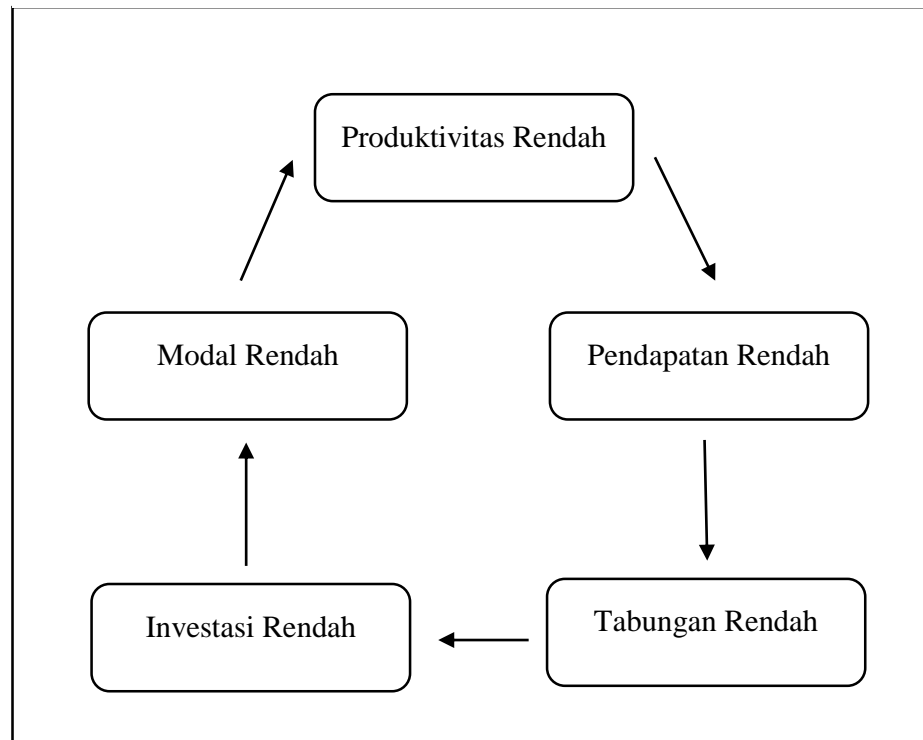 Produktivitas Rendah
Modal Rendah
Pendapatan Rendah
Investasi Rendah
Tabungan Rendah